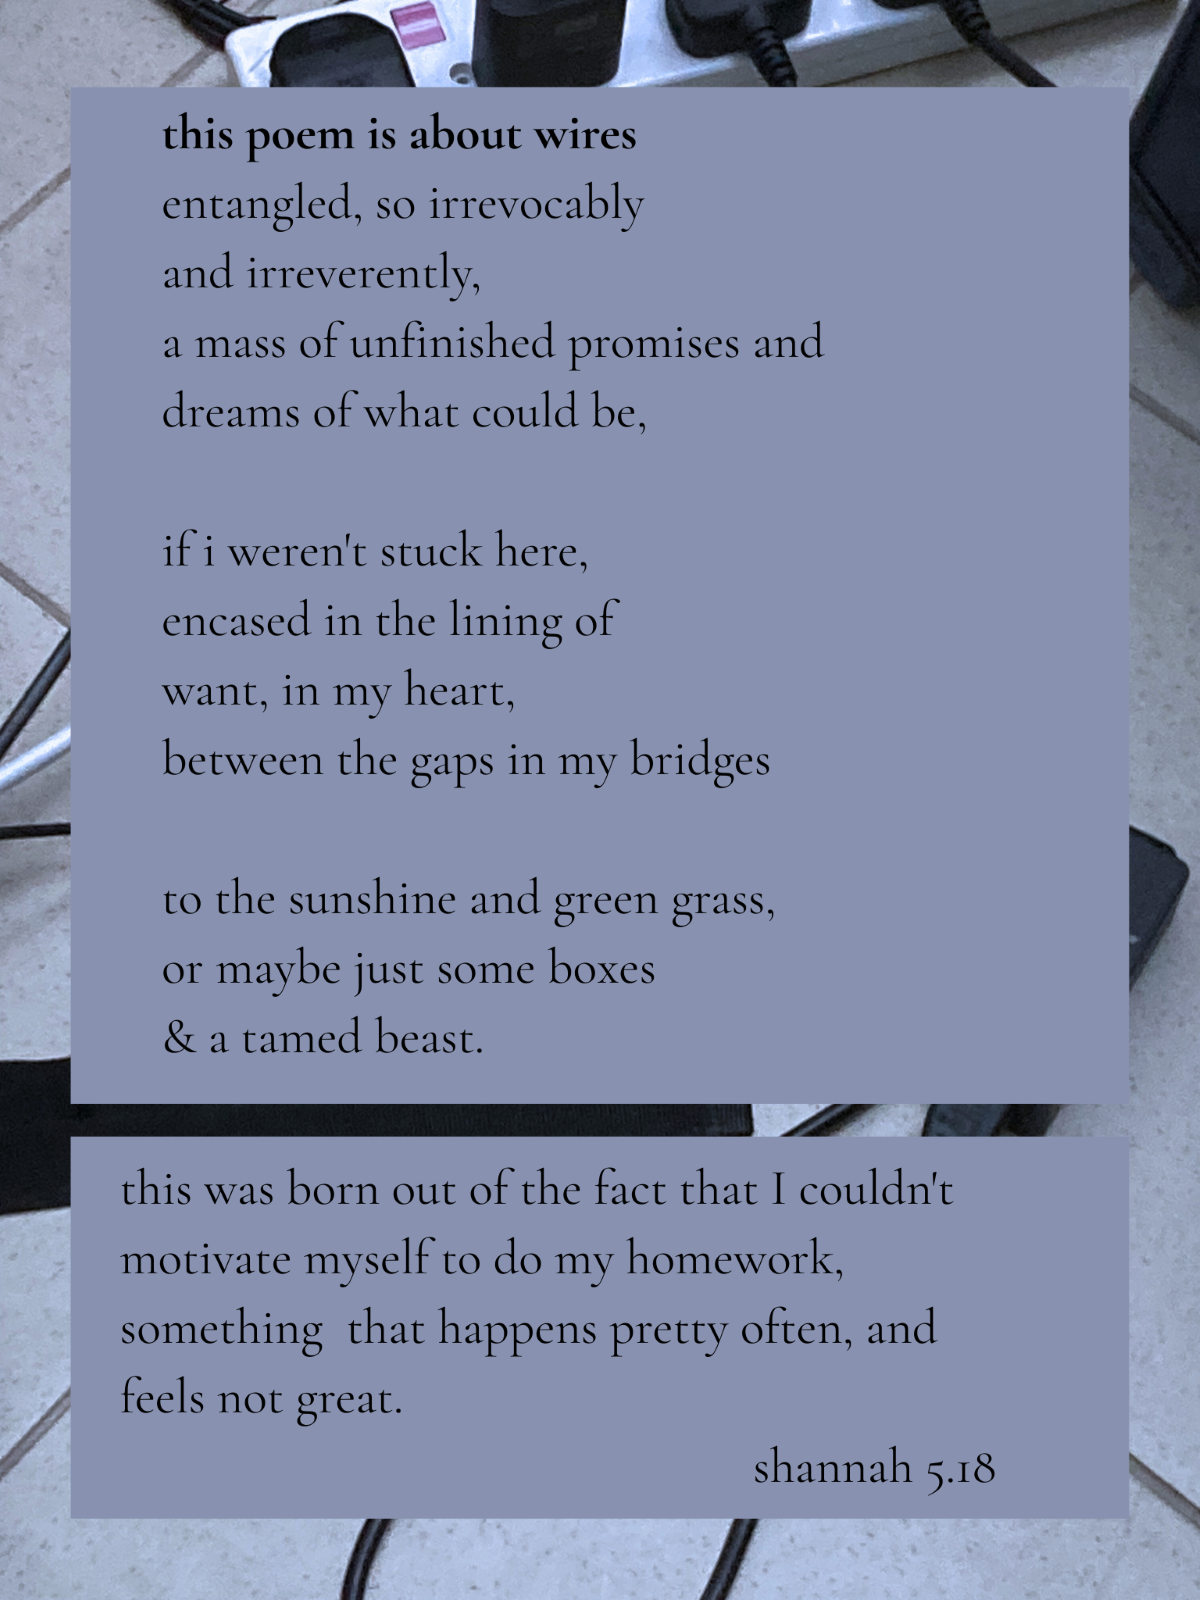 this poem is about wires
entangled, so irrevocably
and irreverently,
a mass of unfinished promises and
dreams of what could be,
if i weren't stuck here,
encased in the lining of
want, in my heart,
between the gaps in my bridges
to the sunshine and green grass,
or maybe just some boxes
& a tamed beast.
this was born out of the fact that I couldn't
motivate myself to do my homework,
something  that happens pretty often, and
feels not great.
shannah 5.18